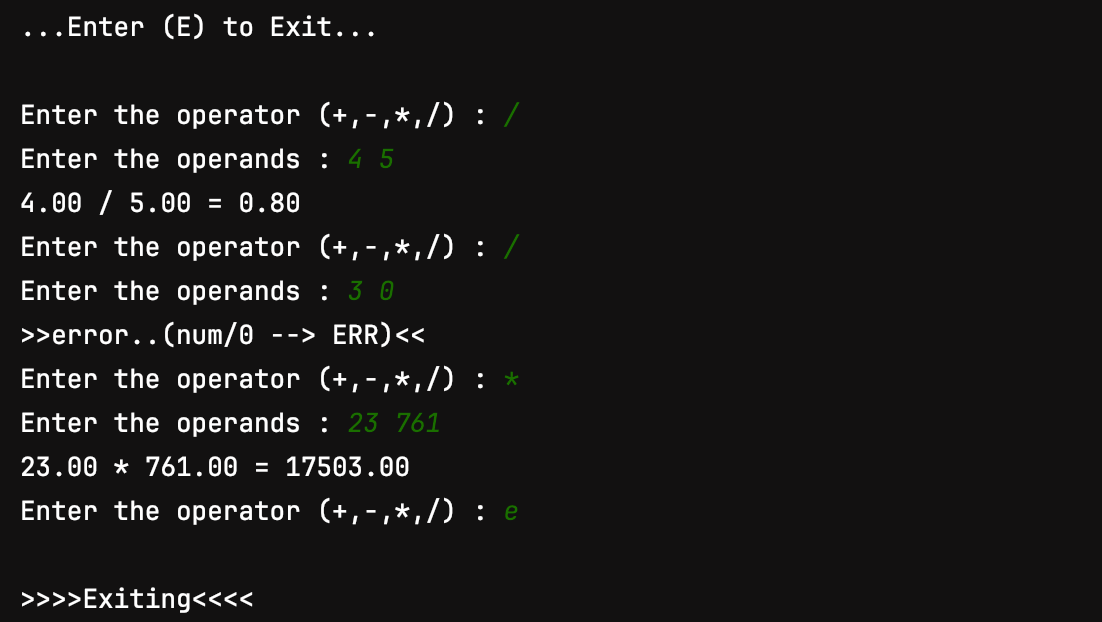 ...Enter (E) to Exit...
Enter the operator (+,-,*,/) : /
Enter the operands : 4 5
4.00 / 5.00 = 0.80
Enter the operator (+,-,*,/) : /
Enter the operands : 3 0
>>error..(num/0 --> ERR)<<
Enter the operator (+,-,*,/) : *
Enter the operands : 23 761
23.00 * 761.00 = 17503.00
Enter the operator (+,-,*,/) : e
>>>>Exiting<<<<